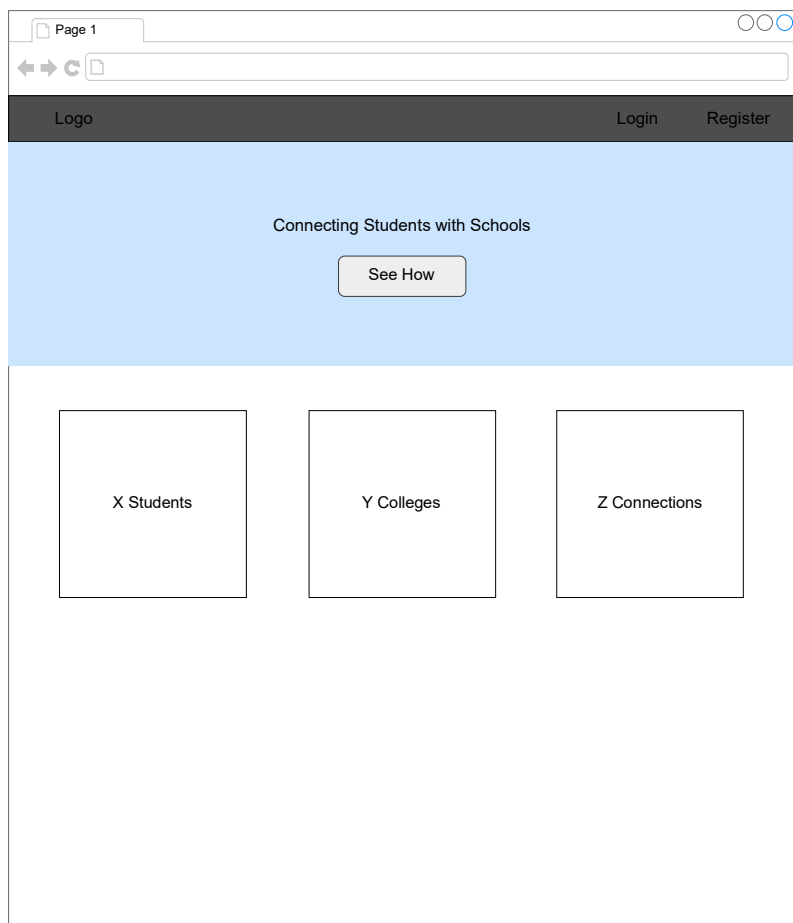 Page 1
Logo Login Register
Connecting Students with Schools
See How
X Students Y Colleges Z Connections